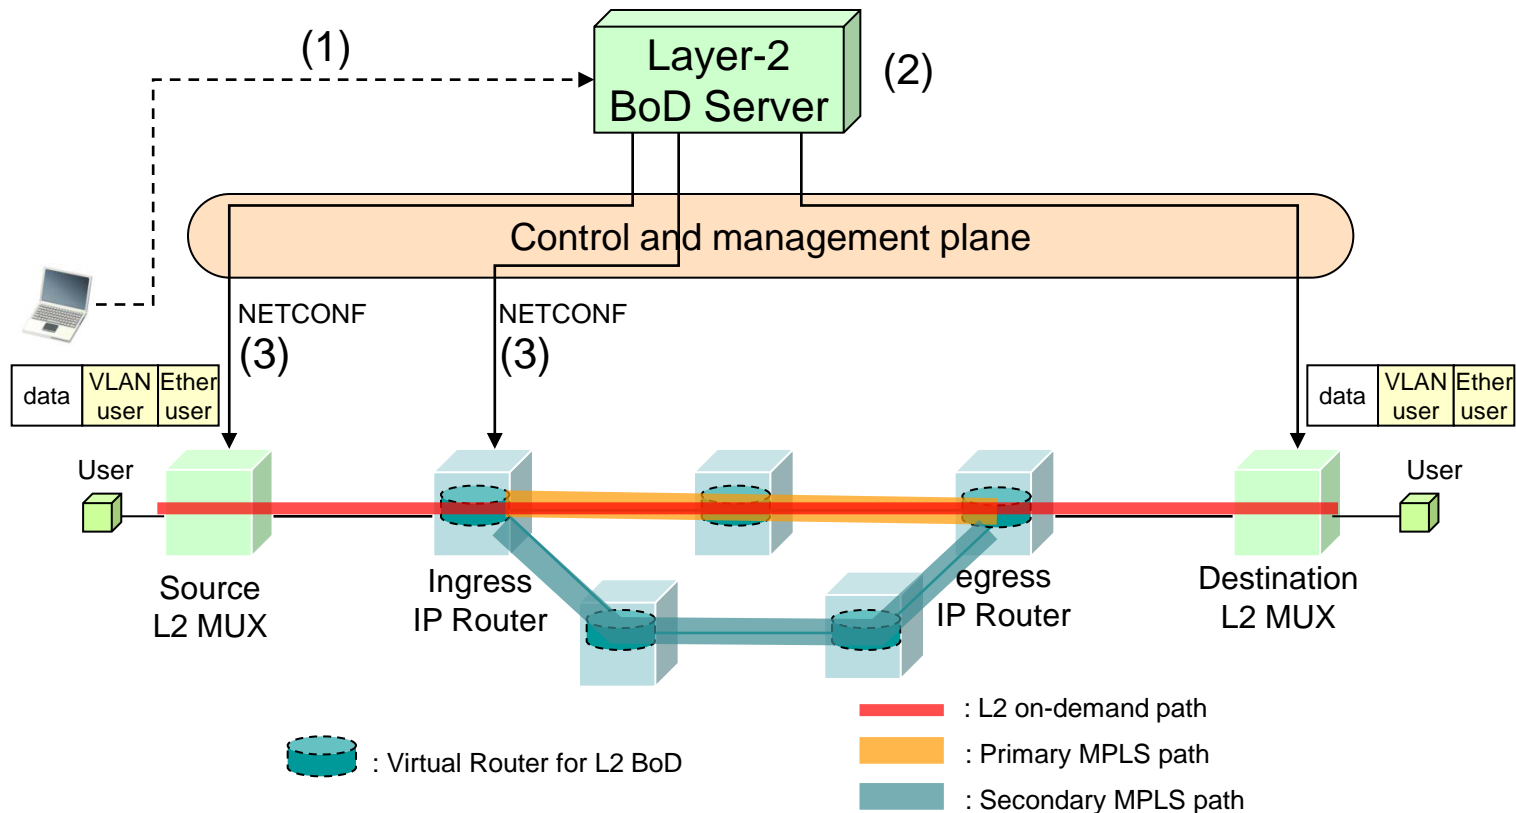 (1)
Layer-2
BoD Server
(2)
Control and management plane
NETCONF
(3)
NETCONF
(3)
data
VLAN
user
Ether
user
data
VLAN
user
Ether
user
User
User
Source
L2 MUX
Ingress
IP Router
egress
IP Router
Destination
L2 MUX
: L2 on-demand path
: Virtual Router for L2 BoD
: Primary MPLS path
: Secondary MPLS path